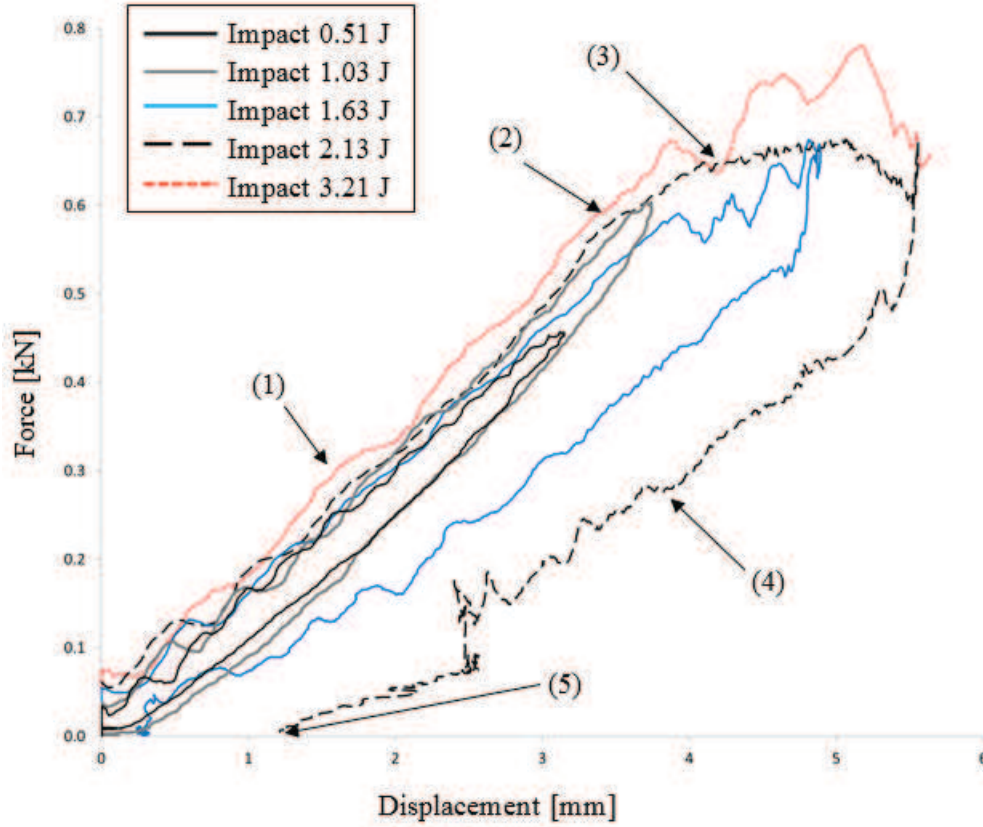 Impact 0.51 J
Impact 1.03 J
Impact 1.63 J
Impact 2.13 J
Impact 3.21 J
0.8
0.7
0.6
0.5
0.4
0.3
0.2
0.1
0.0
Force [kN]
(1)
(2)
(3)
(4)
(5)
0 1 2 3 4 5 6
Displacement [mm]